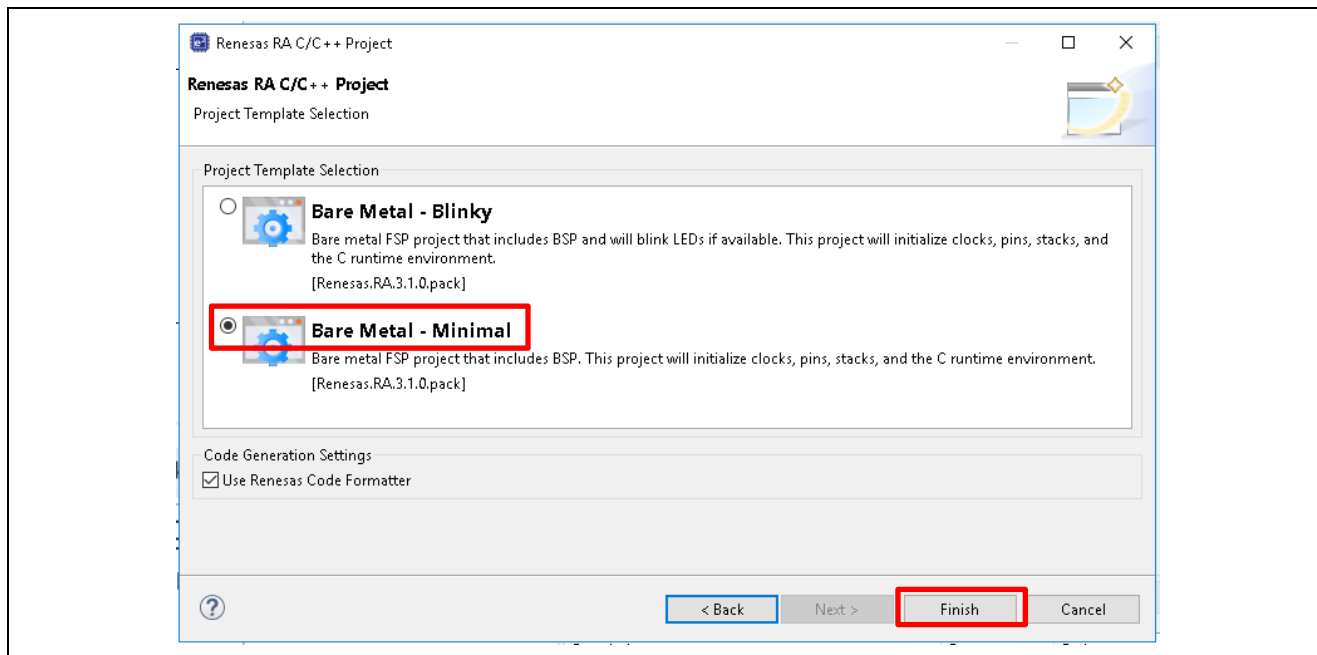 Renesas RA C/C++ Project
Renesas RA C/C++ Project
Project Template Selection
Project Template Selection
Bare Metal - Blinky
Bare metal FSP project that includes BSP and will blink LEDs if available. This project will initialize clocks, pins, stacks, and
the C runtime environment.
[Renesas.RA.3.1.0.pack]
Bare Metal - Minimal
Bare metal FSP project that includes BSP. This project will initialize clocks, pins, stacks, and the C runtime environment.
[Renesas.RA.3.1.0.pack]
Code Generation Settings
Use Renesas Code Formatter
? < Back Next > Finish Cancel